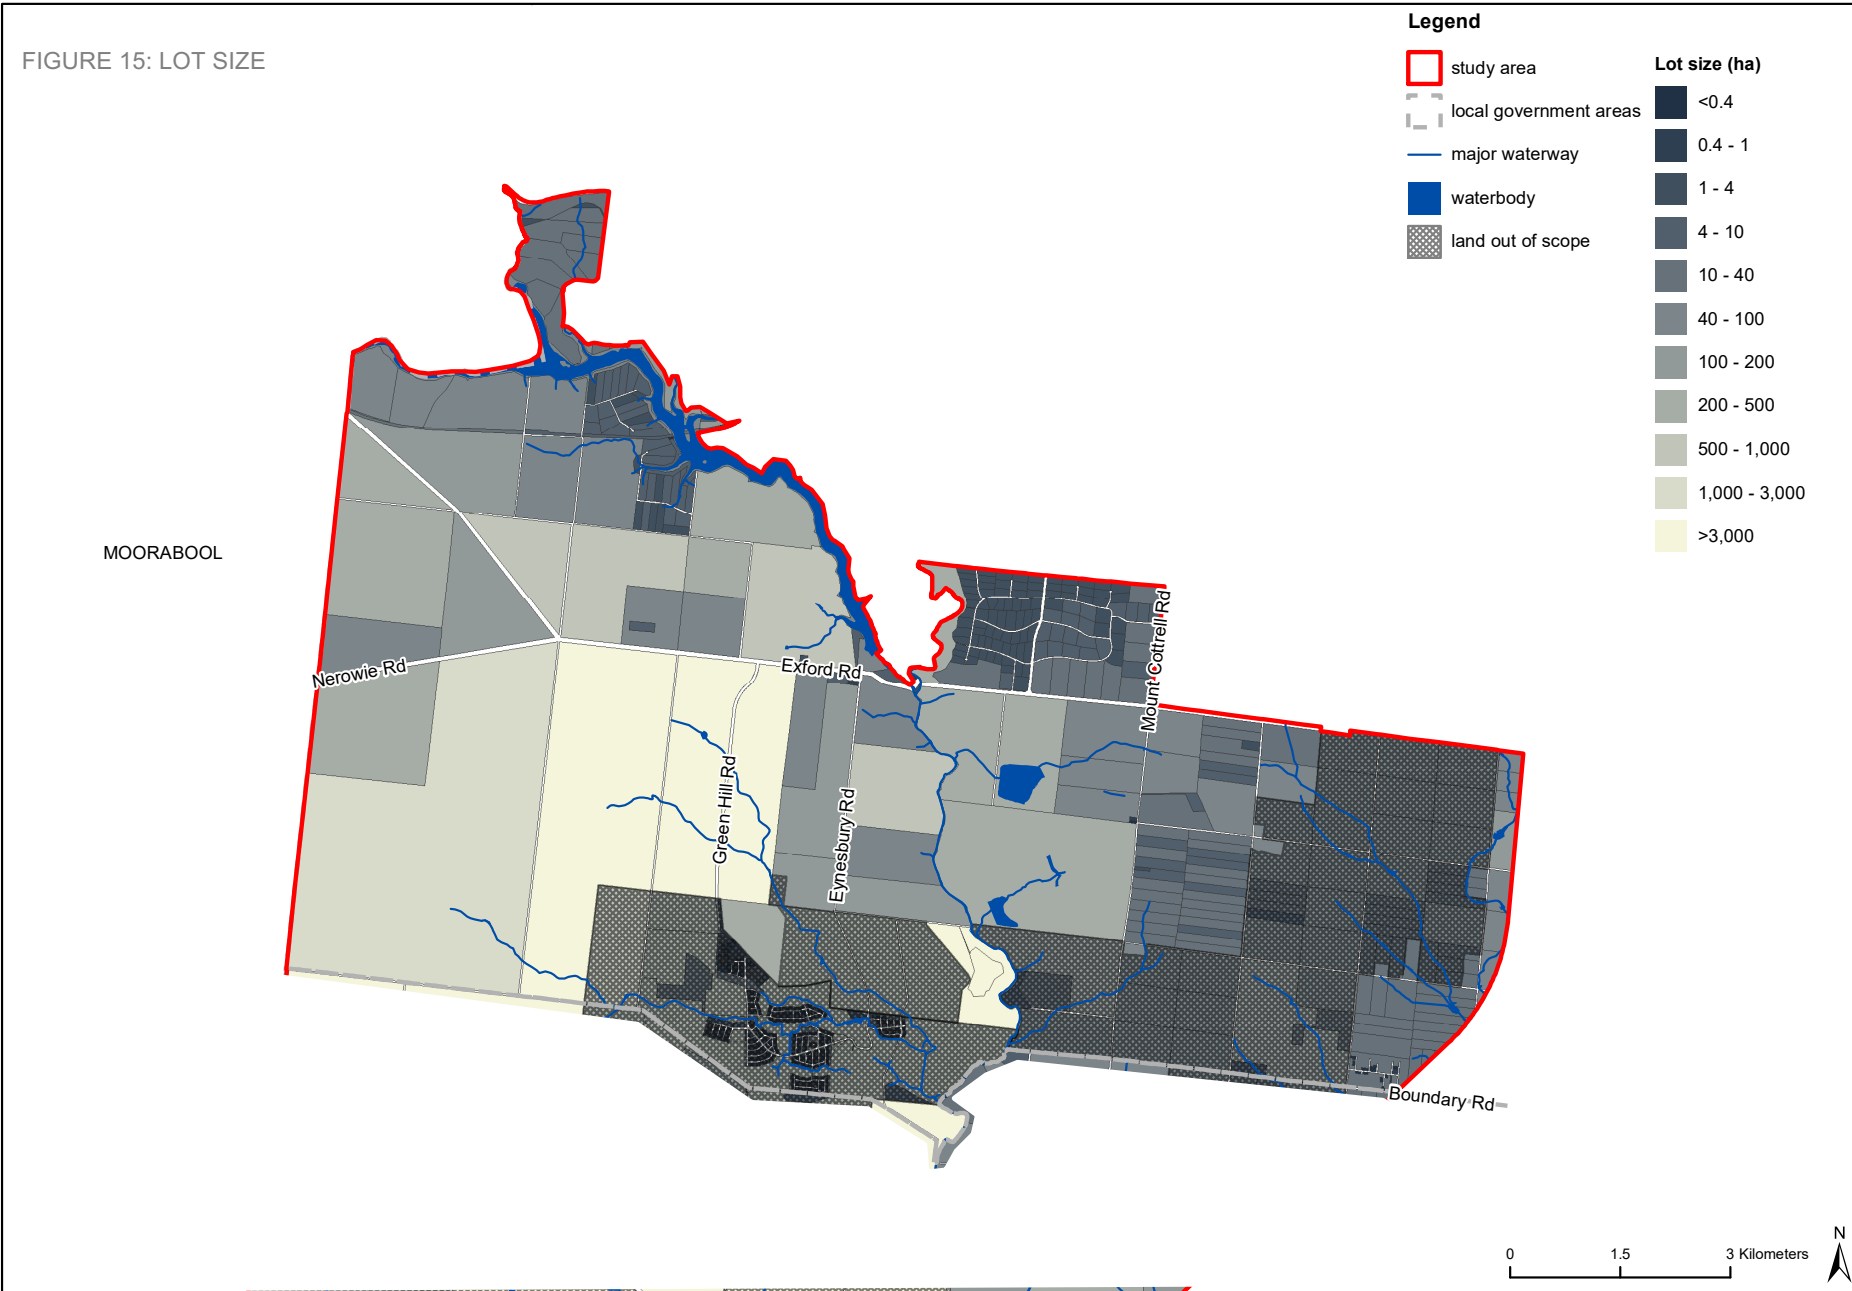 FIGURE 15: LOT SIZE
Legend
study area
local government areas
major waterway
waterbody
land out of scope
Lot size (ha)
<0.4
0.4 - 1
1 - 4
4 - 10
10 - 40
40 - 100
100 - 200
200 - 500
500 - 1,000
1,000 - 3,000
>3,000
MOORABOOL
Nerowie Rd
Exford Rd
Mount Cottrell Rd
Green Hill Rd
Eynesbury Rd
Boundary Rd
0 1.5 3 Kilometers
N